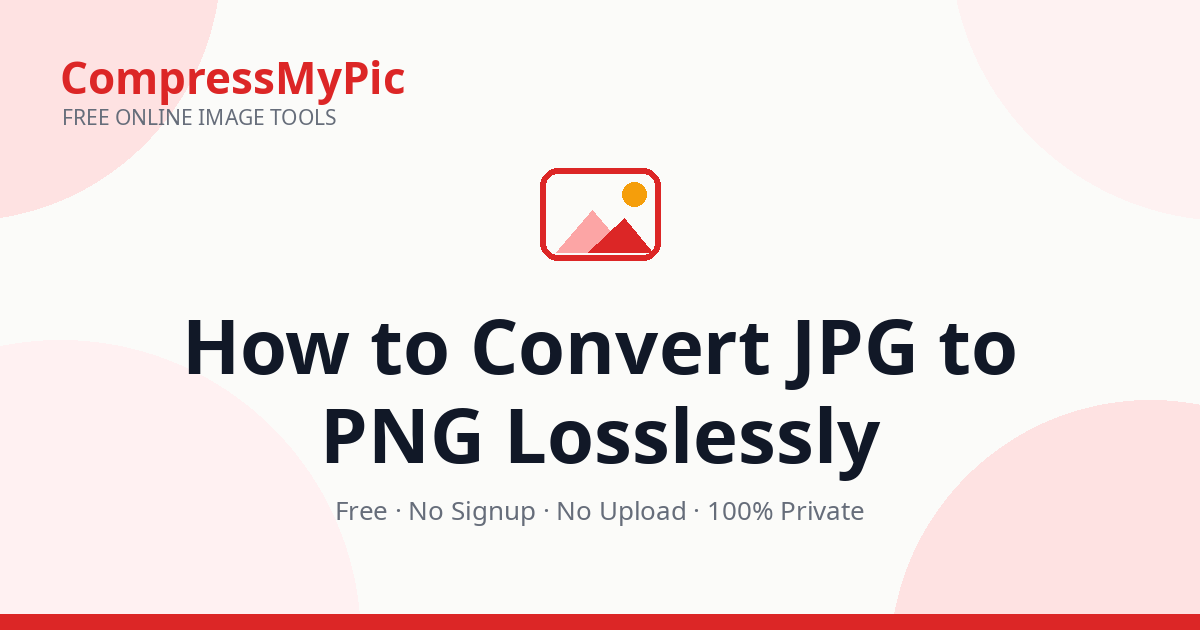 CompressMyPic
FREE ONLINE IMAGE TOOLS
How to Convert JPG to
PNG Losslessly
Free · No Signup · No Upload · 100% Private